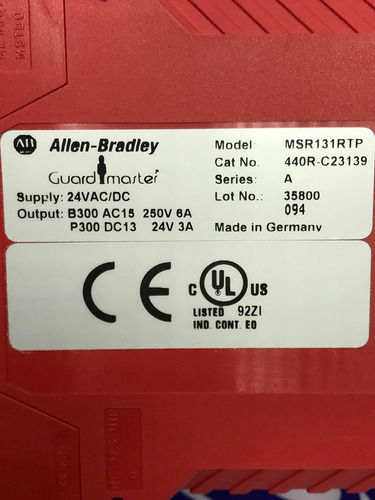 AB Allen-Bradley
Guardmaster
Supply: 24VAC/DC
Output: B300 AC15 250V 6A
P300 DC13 24V 3A
Model: MSR131RTP
Cat No. 440R-C23139
Series: A
Lot No.: 35800
094
Made in Germany
CE
C UL US
LISTED 92ZI
IND. CONT. EQ